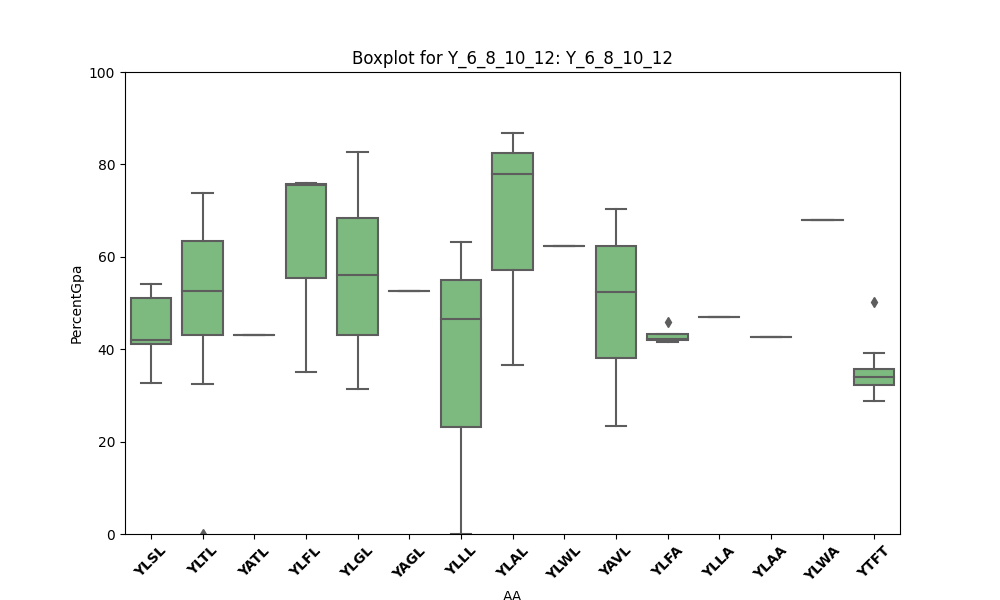 Boxplot for Y_6_8_10_12: Y_6_8_10_12
100
80
60
40
20
0
PercentGpa
YLSL YLTL YATL YLFL YLGL YAGL YLLL YLAL YLWL YAVL YLFA YLLA YLAA YLWA YTFT
AA